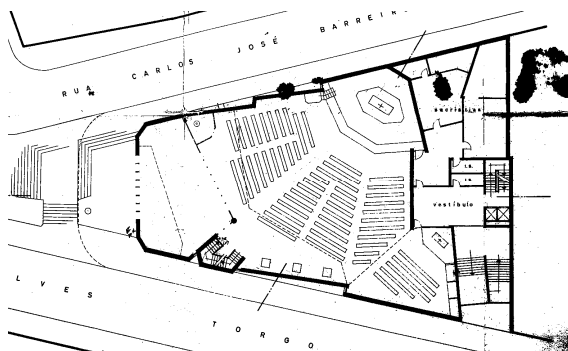 RUA CARLOS JOSÉ BARREIR
sacristia
I.S.
I.S.
vestíbulo
LVES TORGO